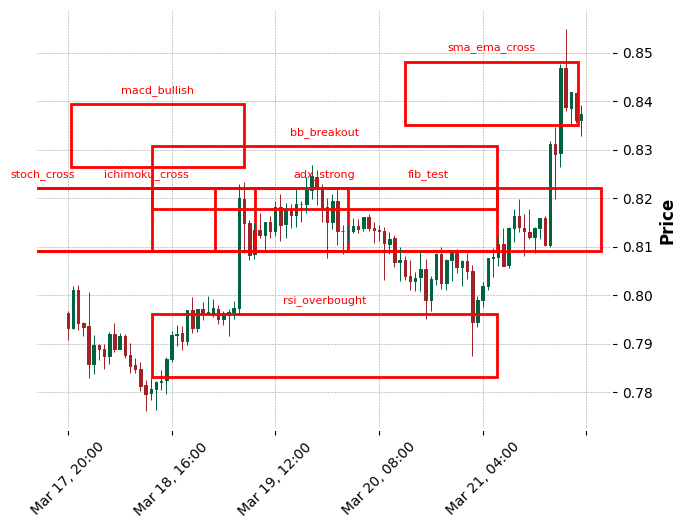 sma_ema_cross
macd_bullish
bb_breakout
stoch_cross
ichimoku_cross
adx_strong
fib_test
rsi_overbought
0.85
0.84
0.83
0.82
0.81
0.80
0.79
0.78
Price
Mar 17, 20:00
Mar 18, 16:00
Mar 19, 12:00
Mar 20, 08:00
Mar 21, 04:00